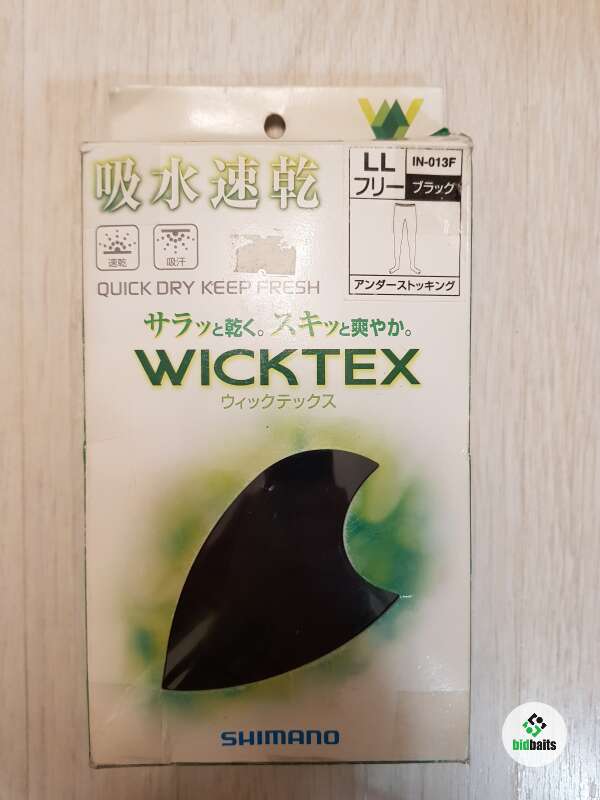 吸水速乾
LL
フリー
IN-013F
ブラック
速乾
吸汗
アンダーストッキング
QUICK DRY KEEP FRESH
サラッと乾く。スキッと爽やか。
WICKTEX
ウィックテックス
SHIMANO
bidbaits